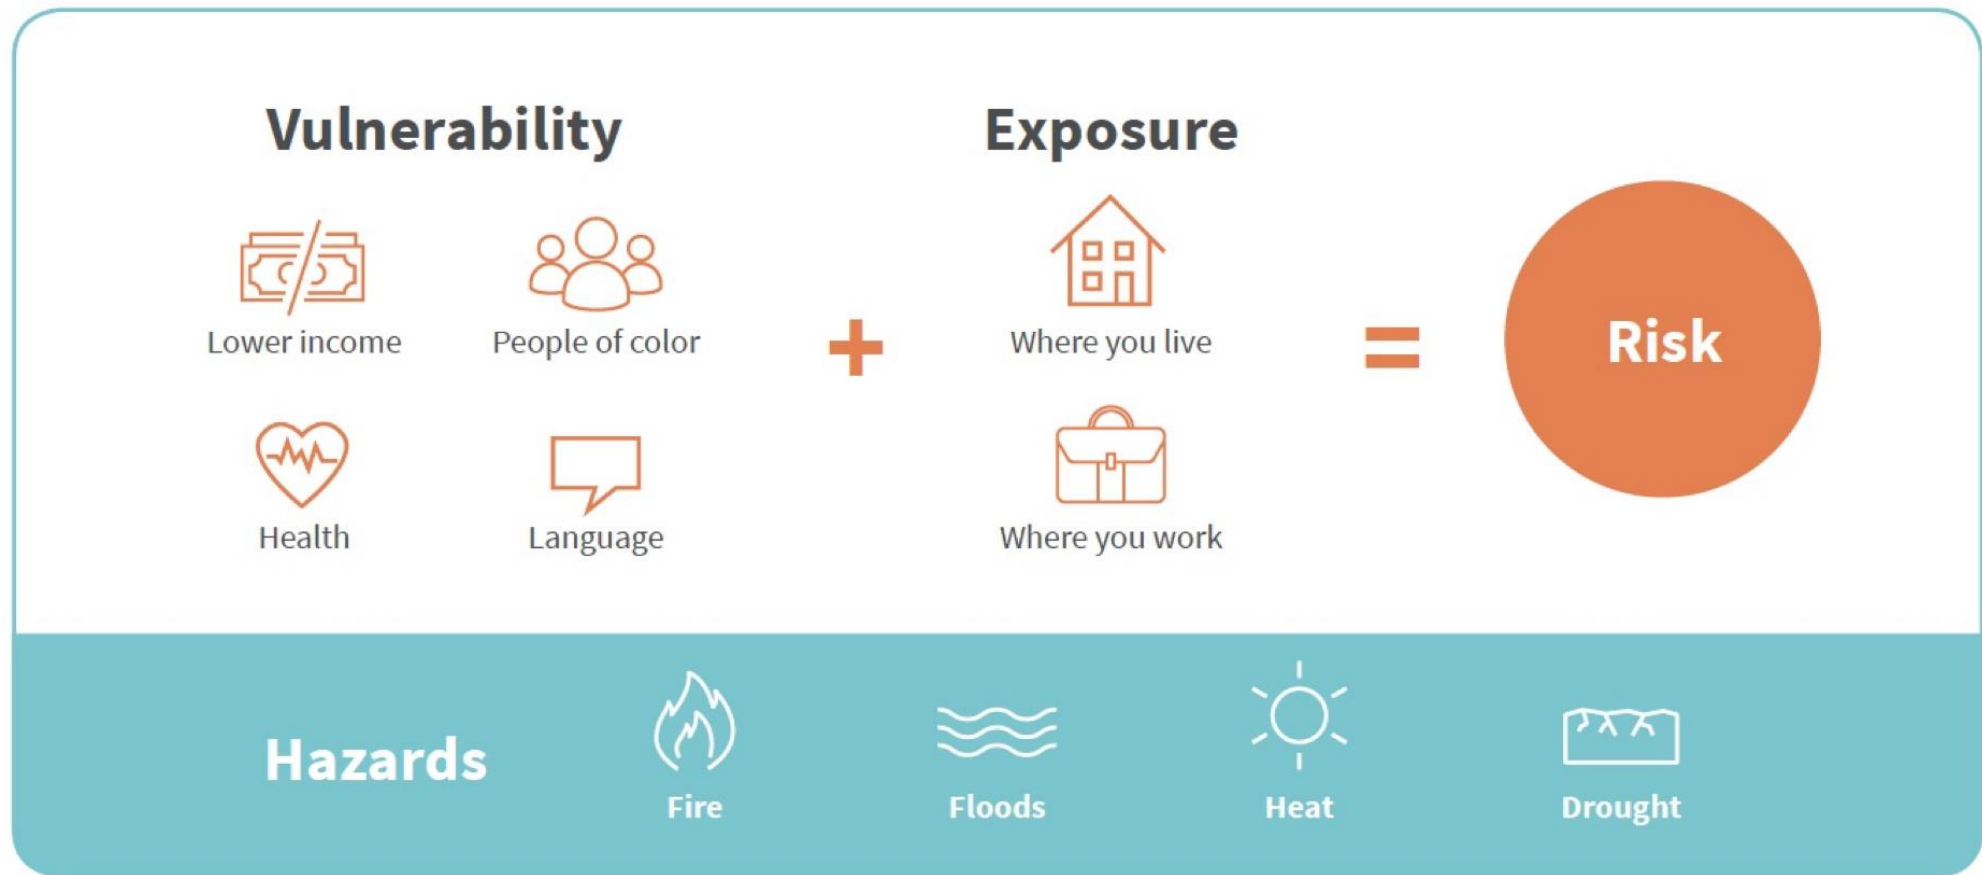 Vulnerability
Exposure
Lower income
People of color
+
Where you live
=
Risk
Health
Language
Where you work
Hazards
Fire
Floods
Heat
Drought